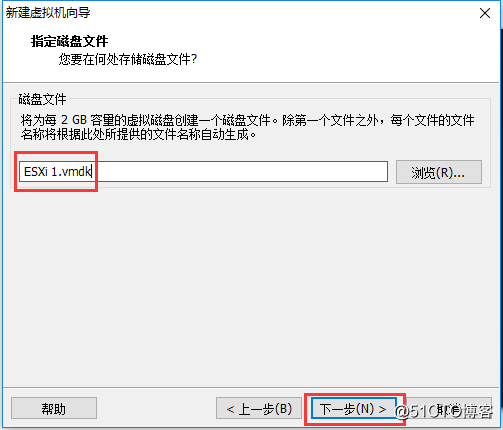 新建虚拟机向导
指定磁盘文件
您要在何处存储磁盘文件?
磁盘文件
将为每 2 GB 容量的虚拟磁盘创建一个磁盘文件。除第一个文件之外，每个文件的文件
名称将根据此处所提供的文件名称自动生成。
ESXi 1.vmdk
浏览(R)...
帮助
< 上一步(B)
下一步(N) >
取消
@51CTO博客